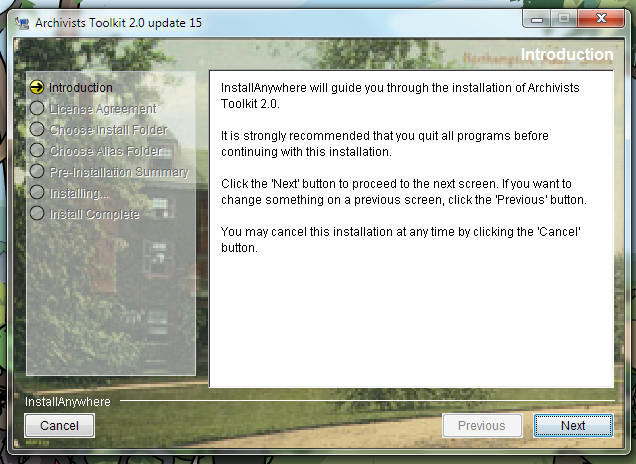 Archivists Toolkit 2.0 update 15
Introduction
Introduction
License Agreement
Choose Install Folder
Choose Alias Folder
Pre-Installation Summary
Installing...
Install Complete
InstallAnywhere will guide you through the installation of Archivists
Toolkit 2.0.
It is strongly recommended that you quit all programs before
continuing with this installation.
Click the 'Next' button to proceed to the next screen. If you want to
change something on a previous screen, click the 'Previous' button.
You may cancel this installation at any time by clicking the 'Cancel'
button.
InstallAnywhere
Cancel
Previous
Next